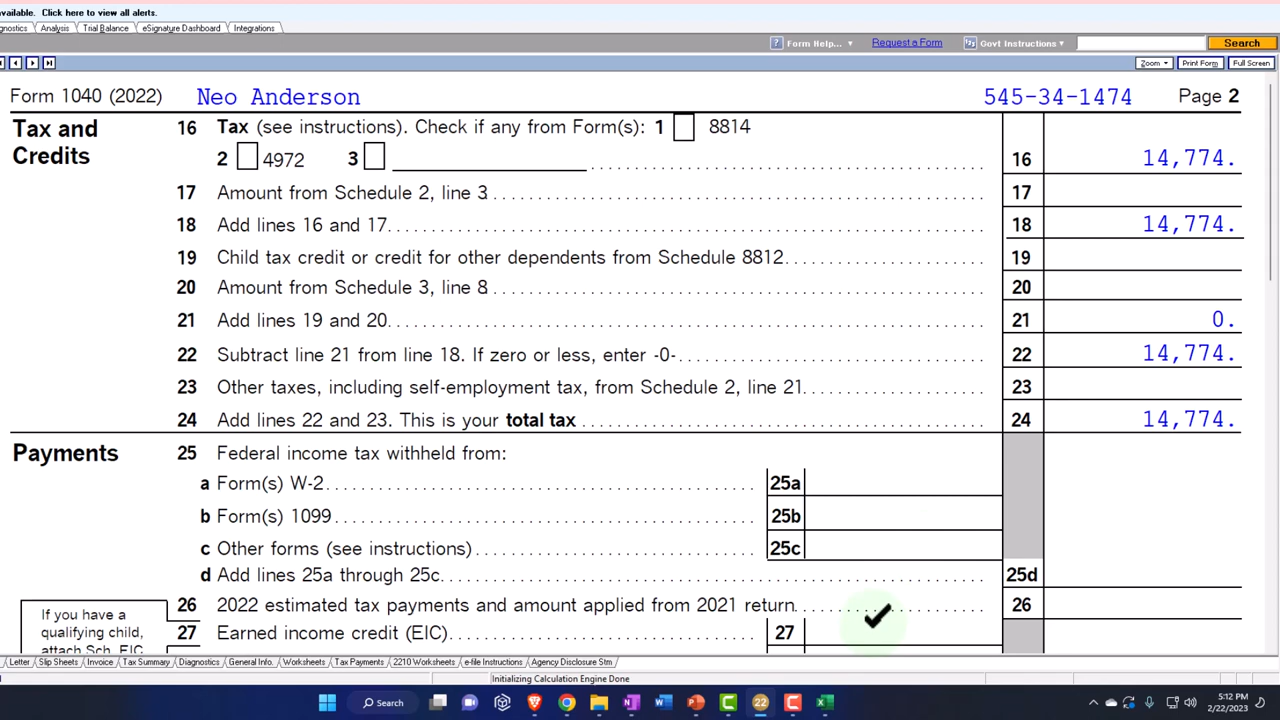 vailable. Click here to view all alerts.
gnostics Analysis Trial Balance eSignature Dashboard Integrations
? Form Help... Request a Form Govt Instructions Search
Zoom Print Form Full Screen
Form 1040 (2022) Neo Anderson 545-34-1474 Page 2
Tax and Credits
16 Tax (see instructions). Check if any from Form(s): 1 8814
2 4972 3 16 14,774.
17 Amount from Schedule 2, line 3 17
18 Add lines 16 and 17 18 14,774.
19 Child tax credit or credit for other dependents from Schedule 8812 19
20 Amount from Schedule 3, line 8 20
21 Add lines 19 and 20 21 0.
22 Subtract line 21 from line 18. If zero or less, enter -0- 22 14,774.
23 Other taxes, including self-employment tax, from Schedule 2, line 21 23
24 Add lines 22 and 23. This is your total tax 24 14,774.
Payments 25 Federal income tax withheld from:
a Form(s) W-2 25a
b Form(s) 1099 25b
c Other forms (see instructions) 25c
d Add lines 25a through 25c 25d
26 2022 estimated tax payments and amount applied from 2021 return 26
If you have a
qualifying child,
attach Sch. EIC.
27 Earned income credit (EIC) 27
Letter Slip Sheets Invoice Tax Summary Diagnostics General Info. Worksheets Tax Payments 2210 Worksheets e-file Instructions Agency Disclosure Stm
Initializing Calculation Engine Done
Search 22 5:12 PM
2/22/2023